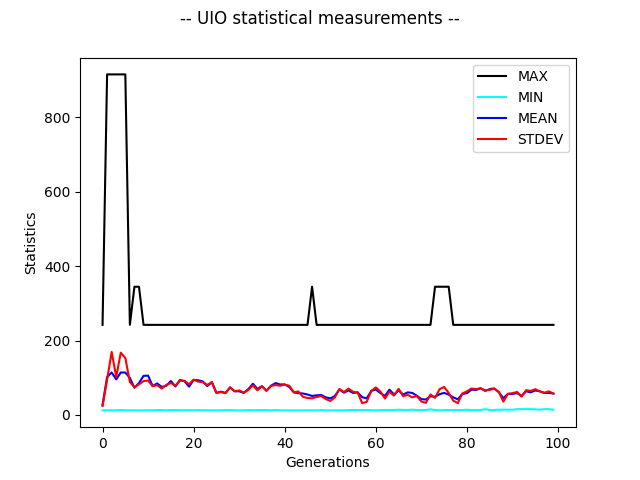 -- UIO statistical measurements --
MAX
MIN
MEAN
STDEV
800
600
400
200
0
Statistics
0 20 40 60 80 100
Generations